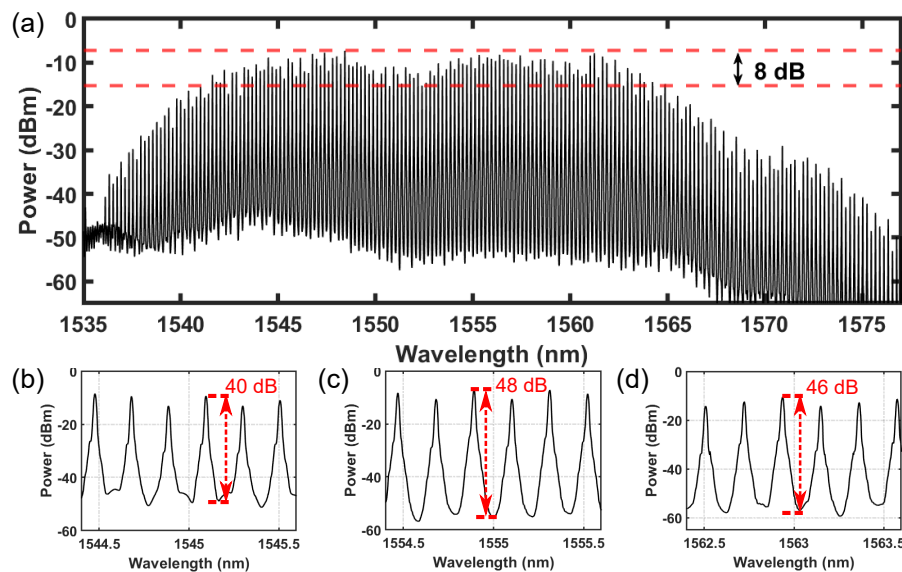 (a)
0
-10
-20
-30
-40
-50
-60
Power (dBm)
8 dB
1535 1540 1545 1550 1555 1560 1565 1570 1575
Wavelength (nm)
(b)
0
-20
-40
-60
Power (dBm)
40 dB
1544.5 1545 1545.5
Wavelength (nm)
(c)
0
-20
-40
-60
Power (dBm)
48 dB
1554.5 1555 1555.5
Wavelength (nm)
(d)
0
-20
-40
-60
Power (dBm)
46 dB
1562.5 1563 1563.5
Wavelength (nm)